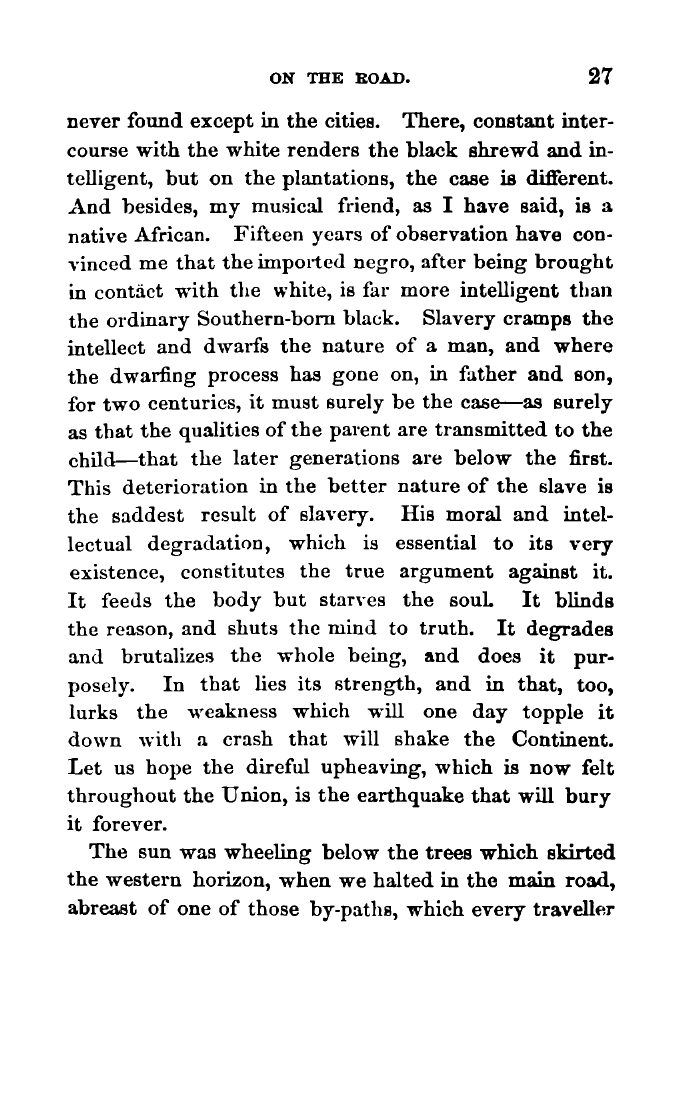 ON THE ROAD. 27
never found except in the cities. There, constant inter-
course with the white renders the black shrewd and in-
telligent, but on the plantations, the case is different.
And besides, my musical friend, as I have said, is a
native African. Fifteen years of observation have con-
vinced me that the imported negro, after being brought
in contäct with the white, is far more intelligent than
the ordinary Southern-born black. Slavery cramps the
intellect and dwarfs the nature of a man, and where
the dwarfing process has gone on, in father and son,
for two centuries, it must surely be the case—as surely
as that the qualities of the parent are transmitted to the
child—that the later generations are below the first.
This deterioration in the better nature of the slave is
the saddest result of slavery. His moral and intel-
lectual degradation, which is essential to its very
existence, constitutes the true argument against it.
It feeds the body but starves the soul. It blinds
the reason, and shuts the mind to truth. It degrades
and brutalizes the whole being, and does it pur-
posely. In that lies its strength, and in that, too,
lurks the weakness which will one day topple it
down with a crash that will shake the Continent.
Let us hope the direful upheaving, which is now felt
throughout the Union, is the earthquake that will bury
it forever.
The sun was wheeling below the trees which skirted
the western horizon, when we halted in the main road,
abreast of one of those by-paths, which every traveller